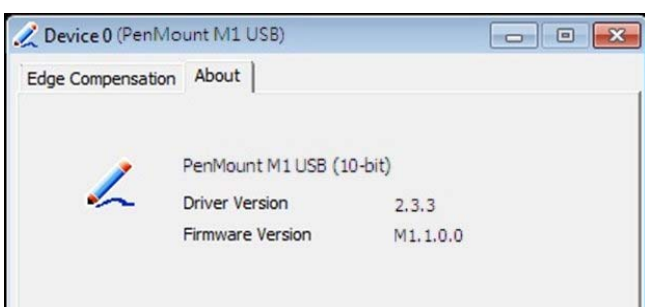 Device 0 (PenMount M1 USB)
Edge Compensation About
PenMount M1 USB (10-bit)
Driver Version 2.3.3
Firmware Version M1.1.0.0